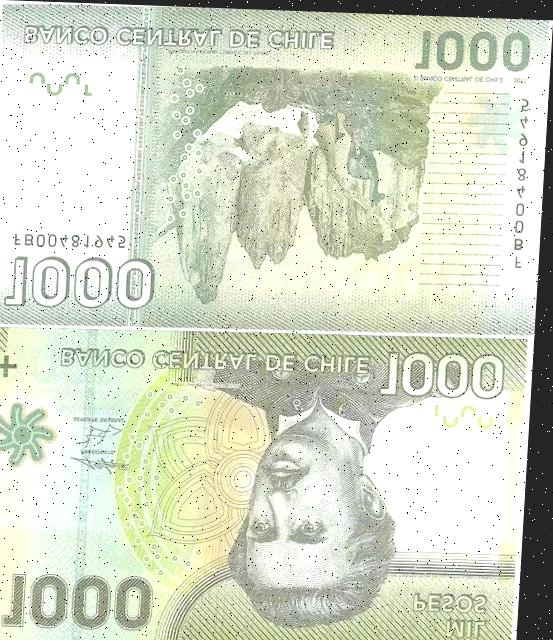 BANCO CENTRAL DE CHILE
1000
© BANCO CENTRAL DE CHILE
FB00481945
FB00481945
1000
BANCO CENTRAL DE CHILE
1000
1000
MIL
PESOS